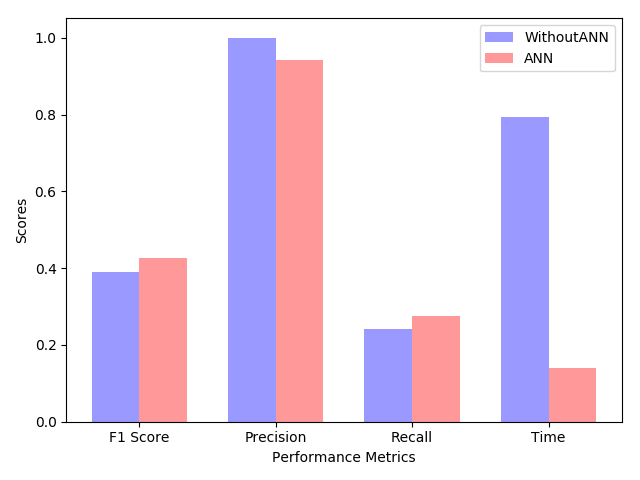 WithoutANN
ANN
1.0
0.8
0.6
0.4
0.2
0.0
Scores
F1 Score
Precision
Recall
Time
Performance Metrics